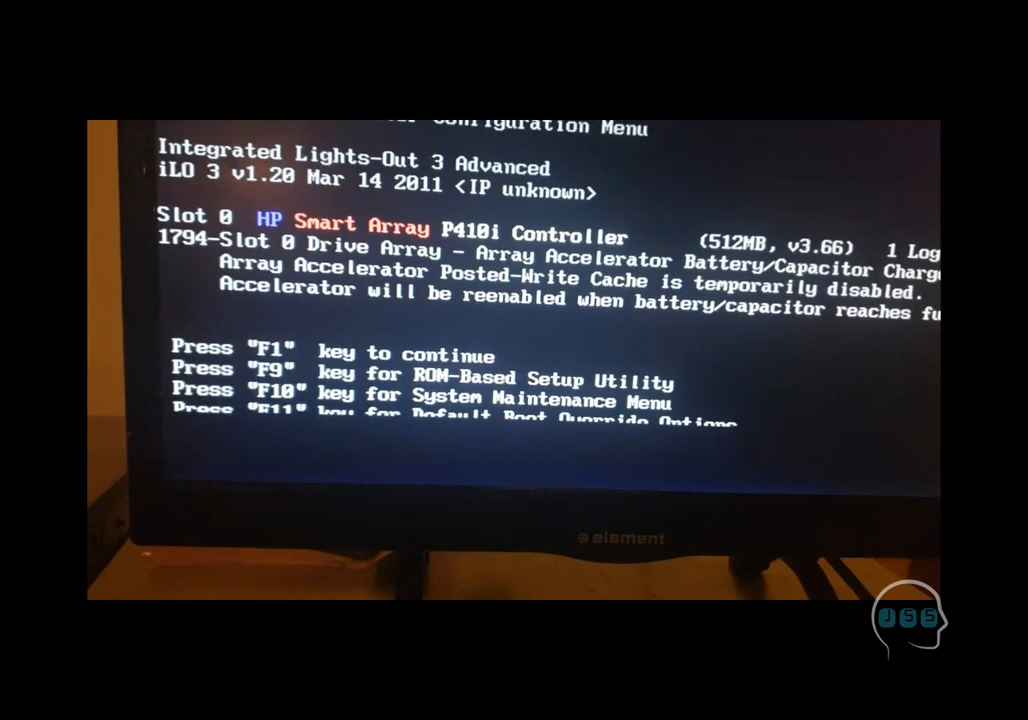 Configuration Menu
Integrated Lights-Out 3 Advanced
iLO 3 v1.20 Mar 14 2011 <IP unknown>
Slot 0 HP Smart Array P410i Controller (512MB, v3.66) 1 Log
1794-Slot 0 Drive Array - Array Accelerator Battery/Capacitor Charg
Array Accelerator Posted-Write Cache is temporarily disabled.
Accelerator will be reenabled when battery/capacitor reaches fu
Press "F1" key to continue
Press "F9" key for ROM-Based Setup Utility
Press "F10" key for System Maintenance Menu
Press "F11" key for Default Boot Override Options
element
JSS